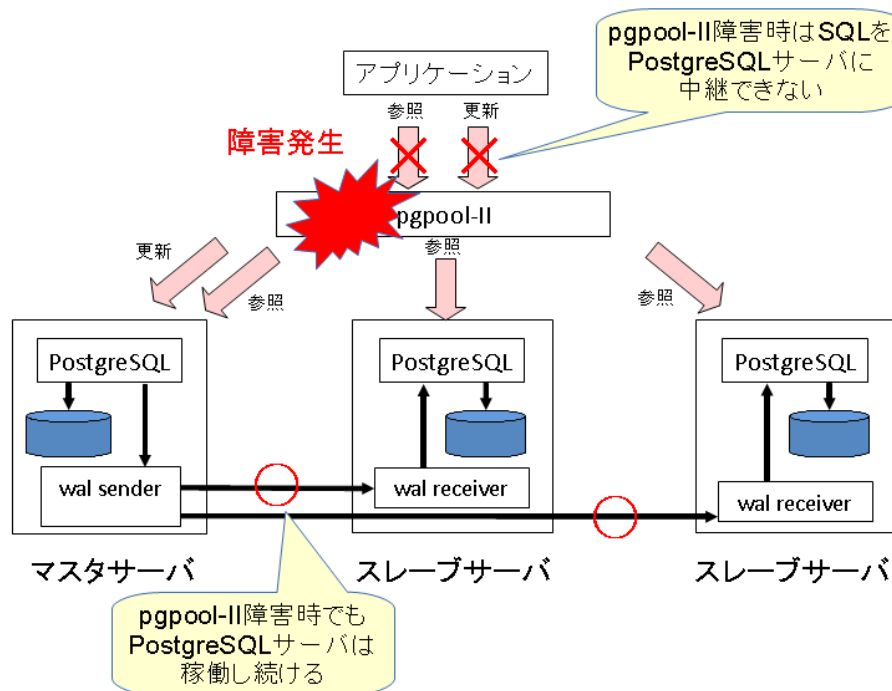 pgpool-II障害時はSQLを
PostgreSQLサーバに
中継できない
アプリケーション
参照 更新
障害発生
pgpool-II
更新 参照 参照 参照
PostgreSQL PostgreSQL PostgreSQL
wal sender wal receiver wal receiver
マスタサーバ スレーブサーバ スレーブサーバ
pgpool-II障害時でも
PostgreSQLサーバは
稼働し続ける